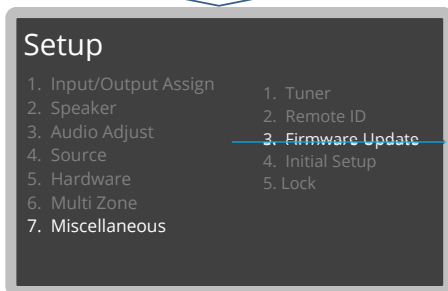 Setup
1. Input/Output Assign
2. Speaker
3. Audio Adjust
4. Source
5. Hardware
6. Multi Zone
7. Miscellaneous
1. Tuner
2. Remote ID
3. Firmware Update
4. Initial Setup
5. Lock